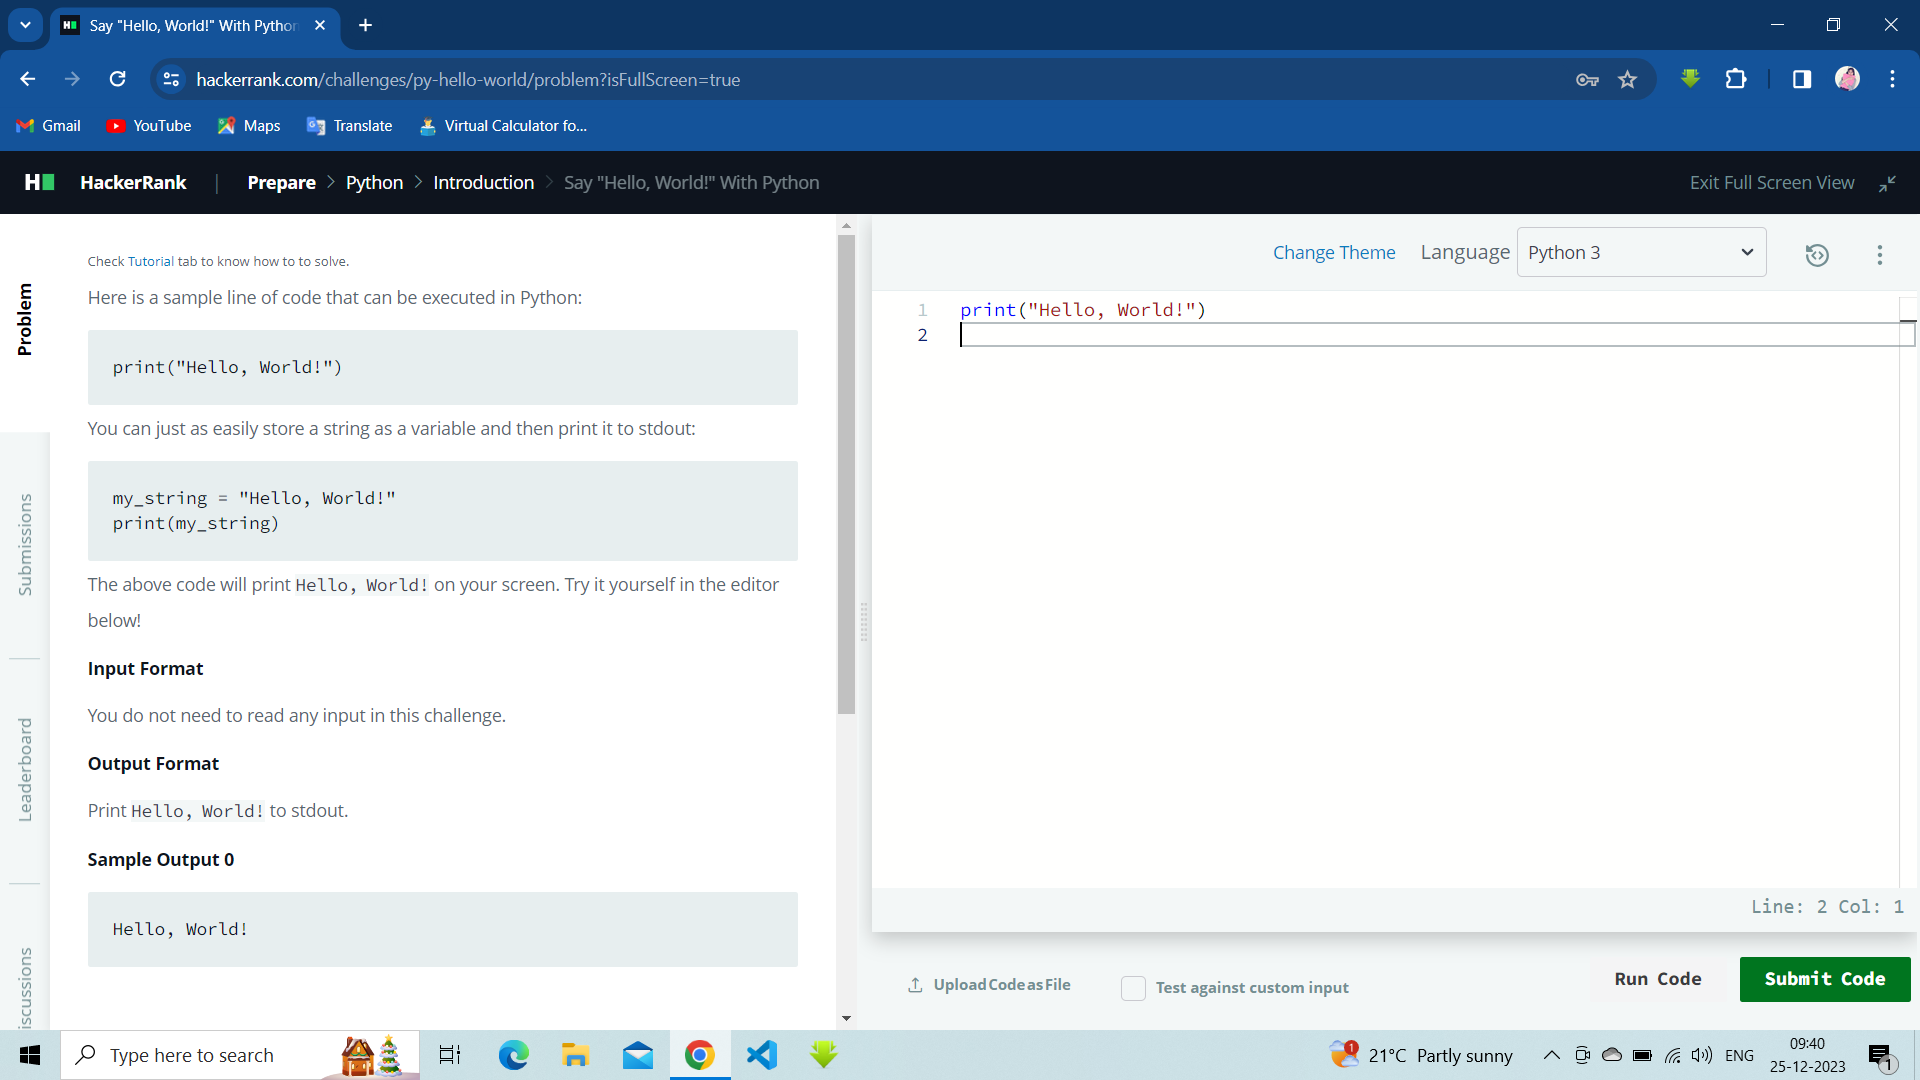 Say "Hello, World!" With Python
hackerrank.com/challenges/py-hello-world/problem?isFullScreen=true
Gmail YouTube Maps Translate Virtual Calculator fo...
H HackerRank | Prepare > Python > Introduction > Say "Hello, World!" With Python Exit Full Screen View
Problem
Submissions
Leaderboard
iscussions
Check Tutorial tab to know how to to solve.
Here is a sample line of code that can be executed in Python:
print("Hello, World!")
You can just as easily store a string as a variable and then print it to stdout:
my_string = "Hello, World!"
print(my_string)
The above code will print Hello, World! on your screen. Try it yourself in the editor
below!
Input Format
You do not need to read any input in this challenge.
Output Format
Print Hello, World! to stdout.
Sample Output 0
Hello, World!
Change Theme Language Python 3
1 print("Hello, World!")
2
Line: 2 Col: 1
Upload Code as File Test against custom input Run Code Submit Code
Type here to search
1 21°C Partly sunny ENG 09:40
25-12-2023 1